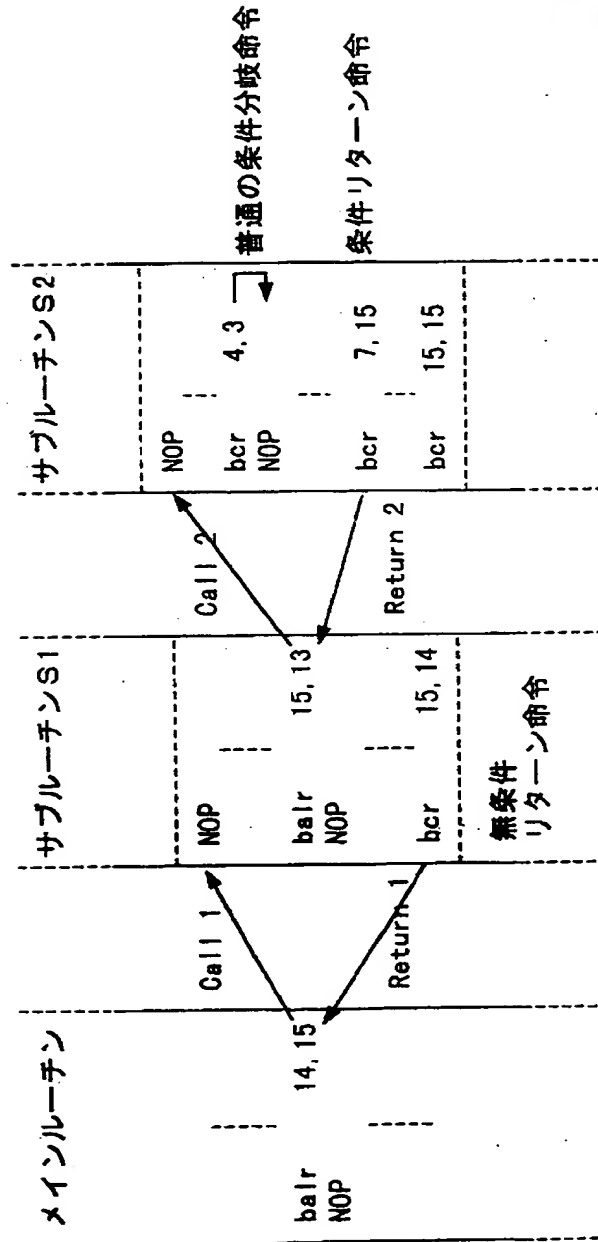 メインルーチン
balr 14,15
NOP
Call 1
Return 1
サブルーチンS1
NOP
balr 15,13
NOP
bcr 15,14
無条件
リターン命令
Call 2
Return 2
サブルーチンS2
NOP
bcr 4,3
NOP
bcr 7,15
bcr 15,15
普通の条件分岐命令
条件リターン命令